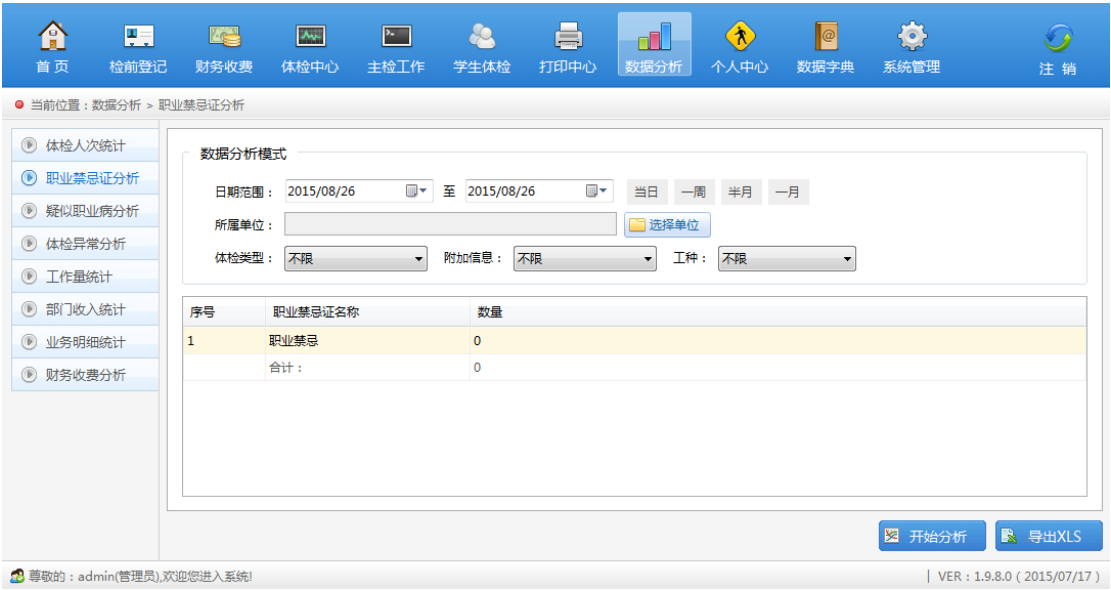 首 页 检前登记 财务收费 体检中心 主检工作 学生体检 打印中心 数据分析 个人中心 数据字典 系统管理 注 销
当前位置：数据分析 > 职业禁忌证分析
体检人次统计
职业禁忌证分析
疑似职业病分析
体检异常分析
工作量统计
部门收入统计
业务明细统计
财务收费分析
数据分析模式
日期范围： 2015/08/26 至 2015/08/26 当日 一周 半月 一月
所属单位： 选择单位
体检类型： 不限 附加信息： 不限 工种： 不限
序号 职业禁忌证名称 数量
1 职业禁忌 0
合计： 0
开始分析 导出XLS
尊敬的：admin(管理员),欢迎您进入系统! | VER：1.9.8.0 ( 2015/07/17 )